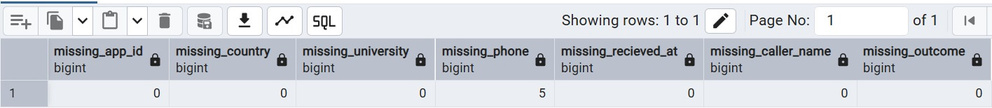 SQL Showing rows: 1 to 1 Page No: 1 of 1
missing_app_id missing_country missing_university missing_phone missing_recieved_at missing_caller_name missing_outcome
bigint bigint bigint bigint bigint bigint bigint
1 0 0 0 5 0 0 0